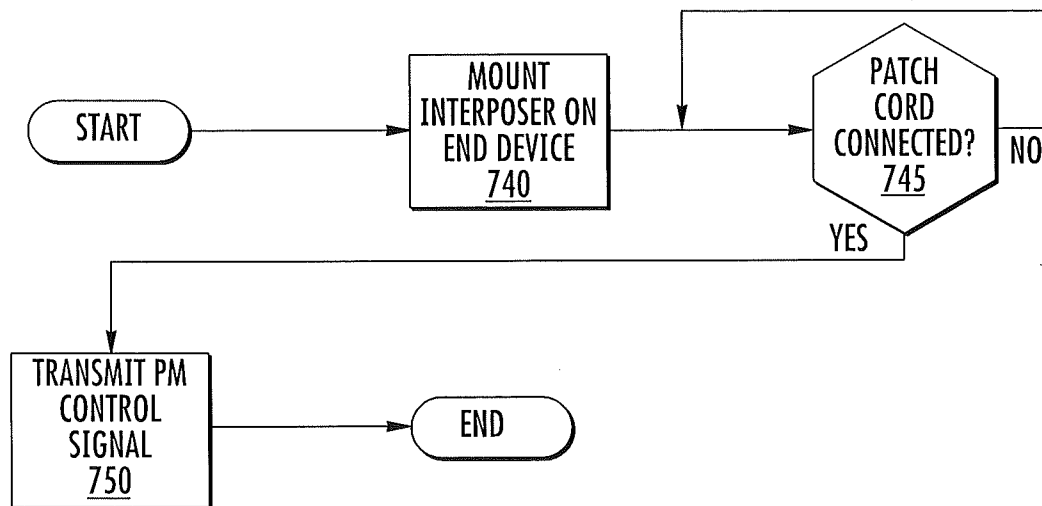 START
MOUNT
INTERPOSER ON
END DEVICE
740
PATCH
CORD
CONNECTED?
745
NO
YES
TRANSMIT PM
CONTROL
SIGNAL
750
END